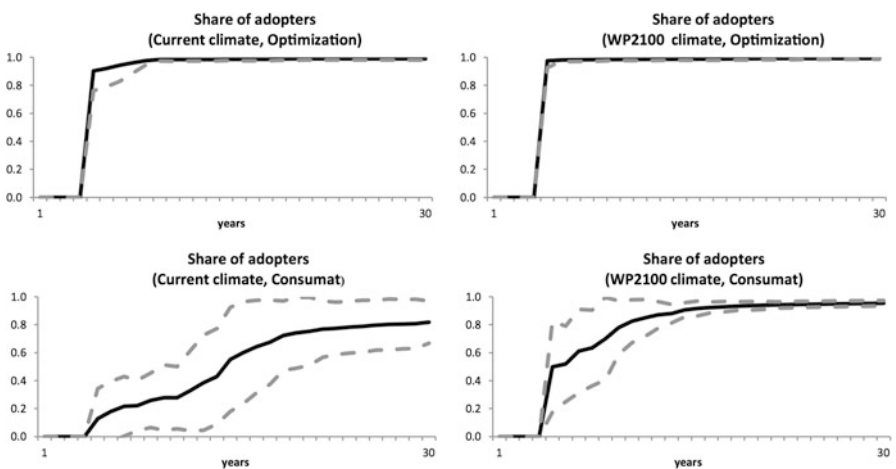 Share of adopters
(Current climate, Optimization)
1.0
0.8
0.6
0.4
0.2
0.0
1
30
years
Share of adopters
(WP2100 climate, Optimization)
1.0
0.8
0.6
0.4
0.2
0.0
1
30
years
Share of adopters
(Current climate, Consumat)
1.0
0.8
0.6
0.4
0.2
0.0
1
30
years
Share of adopters
(WP2100 climate, Consumat)
1.0
0.8
0.6
0.4
0.2
0.0
1
30
years